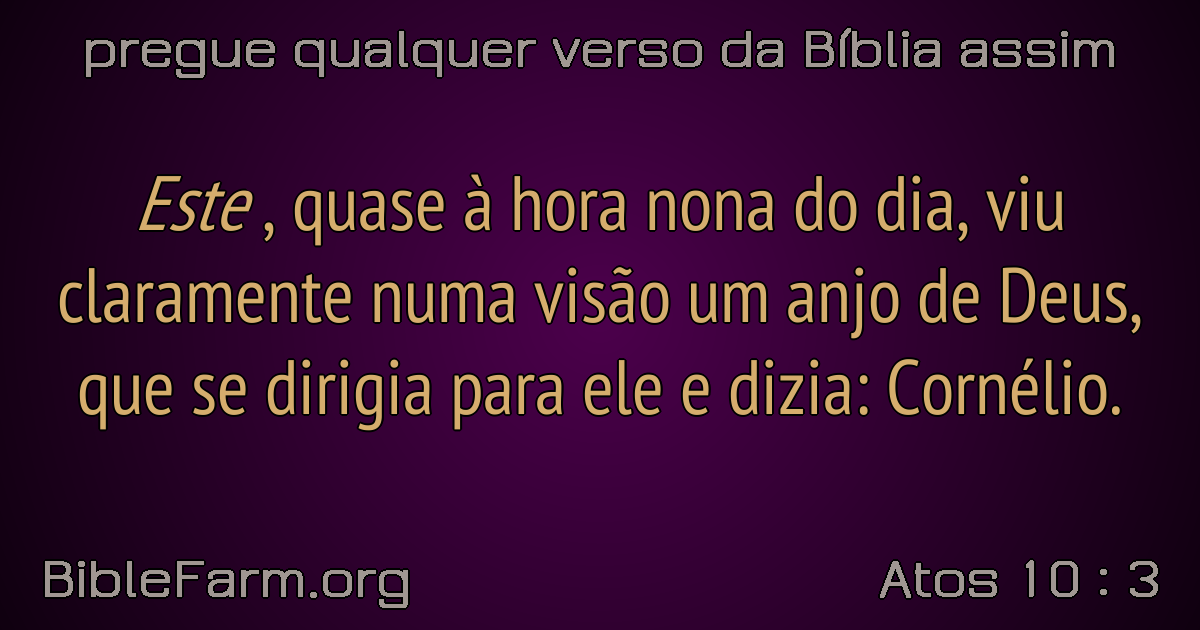 pregue qualquer verso da Bíblia assim
Este , quase à hora nona do dia, viu
claramente numa visão um anjo de Deus,
que se dirigia para ele e dizia: Cornélio.
BibleFarm.org
Atos 10 : 3